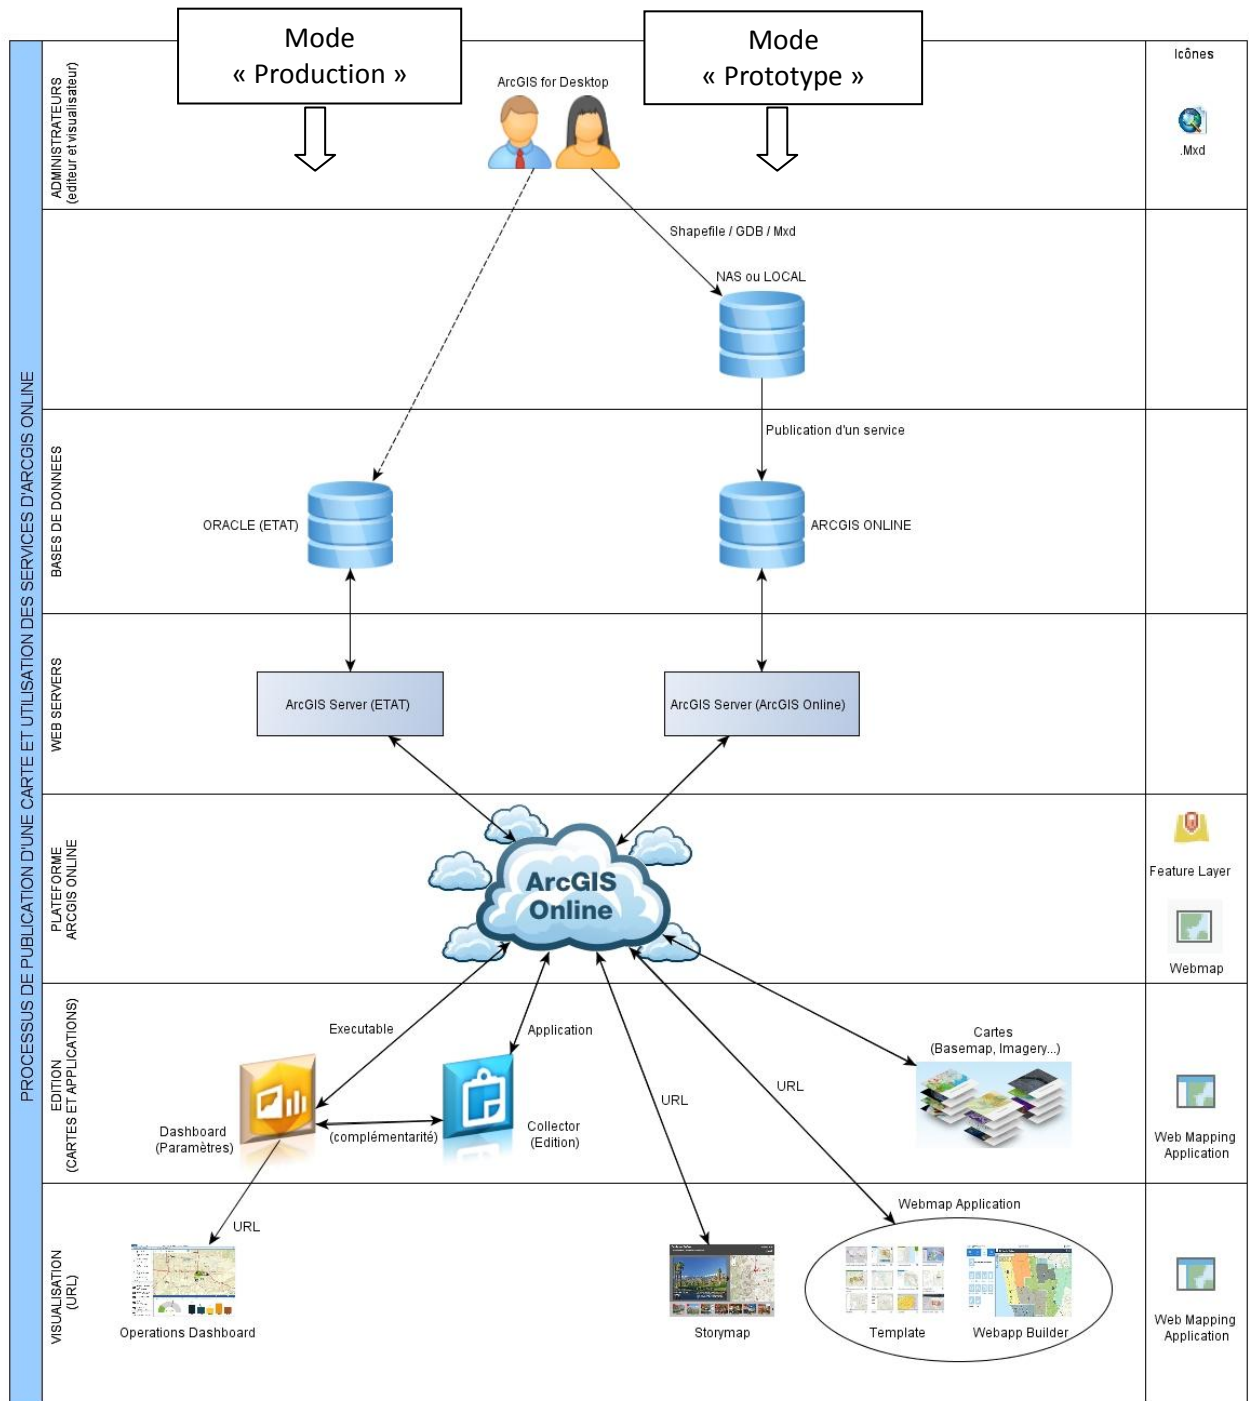 Mode
« Production »
Mode
« Prototype »
Icônes
PROCESSUS DE PUBLICATION D'UNE CARTE ET UTILISATION DES SERVICES D'ARCGIS ONLINE
ADMINISTRATEURS
(editeur et visualisateur)
ArcGIS for Desktop
.Mxd
Shapefile / GDB / Mxd
NAS ou LOCAL
BASES DE DONNEES
Publication d'un service
ORACLE (ETAT)
ARCGIS ONLINE
WEB SERVERS
ArcGIS Server (ETAT)
ArcGIS Server (ArcGIS Online)
PLATEFORME
ARCGIS ONLINE
ArcGIS
Online
Feature Layer
Webmap
EDITION
(CARTES ET APPLICATIONS)
Executable
Application
Cartes
(Basemap, Imagery...)
URL
URL
Dashboard
(Paramètres)
(complémentarité)
Collector
(Edition)
Web Mapping
Application
VISUALISATION
(URL)
URL
Webmap Application
Operations Dashboard
Storymap
Template
Webapp Builder
Web Mapping
Application